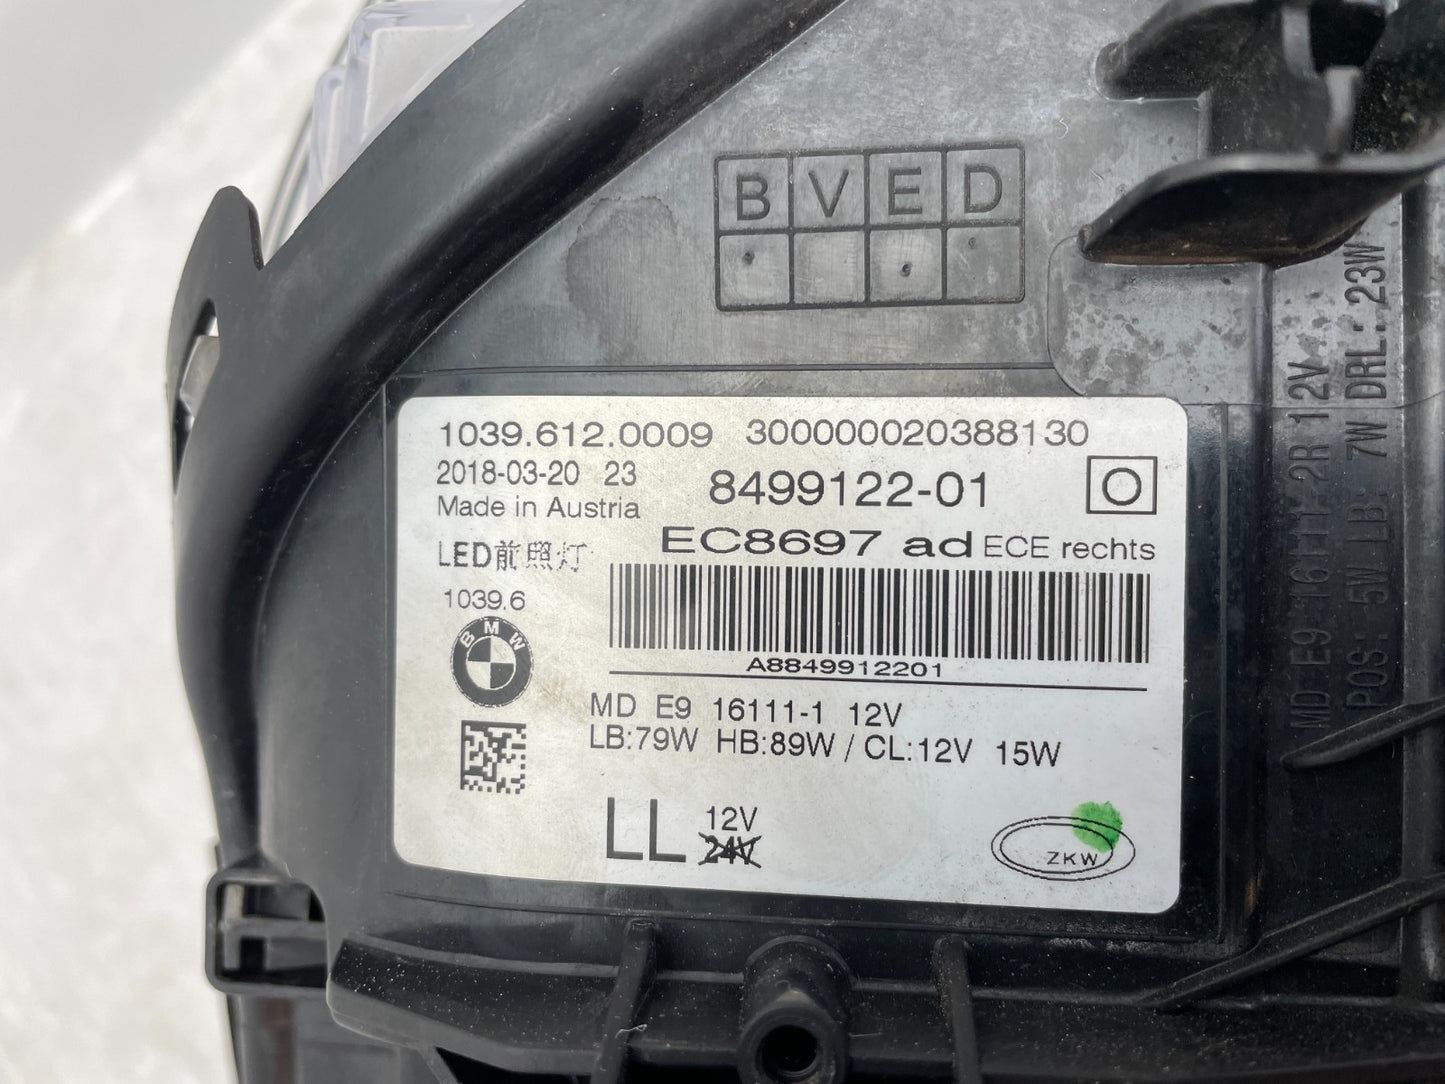 B V E D
1039.612.0009 300000020388130
2018-03-20 23
8499122-01
O
Made in Austria
EC8697 ad ECE rechts
LED前照灯
1039.6
BMW
A8849912201
MD E9 16111-1 12V
LB:79W HB:89W / CL:12V 15W
LL 12V
24V
ZKW
MD E9-16111-2R 12V
POS: 5W LB: 7W DRL: 23W